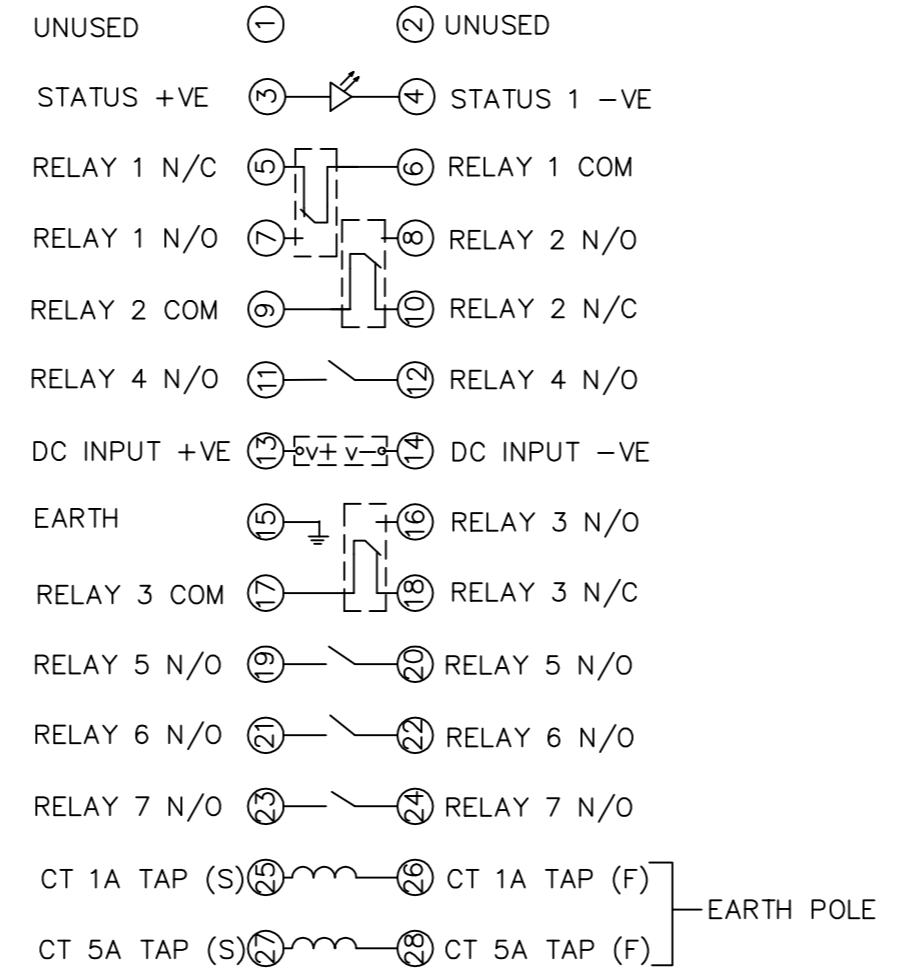 UNUSED 1 2 UNUSED
STATUS +VE 3 4 STATUS 1 −VE
RELAY 1 N/C 5 6 RELAY 1 COM
RELAY 1 N/O 7 8 RELAY 2 N/O
RELAY 2 COM 9 10 RELAY 2 N/C
RELAY 4 N/O 11 12 RELAY 4 N/O
DC INPUT +VE 13 V+ V− 14 DC INPUT −VE
EARTH 15 16 RELAY 3 N/O
RELAY 3 COM 17 18 RELAY 3 N/C
RELAY 5 N/O 19 20 RELAY 5 N/O
RELAY 6 N/O 21 22 RELAY 6 N/O
RELAY 7 N/O 23 24 RELAY 7 N/O
CT 1A TAP (S) 25 26 CT 1A TAP (F)
EARTH POLE
CT 5A TAP (S) 27 28 CT 5A TAP (F)